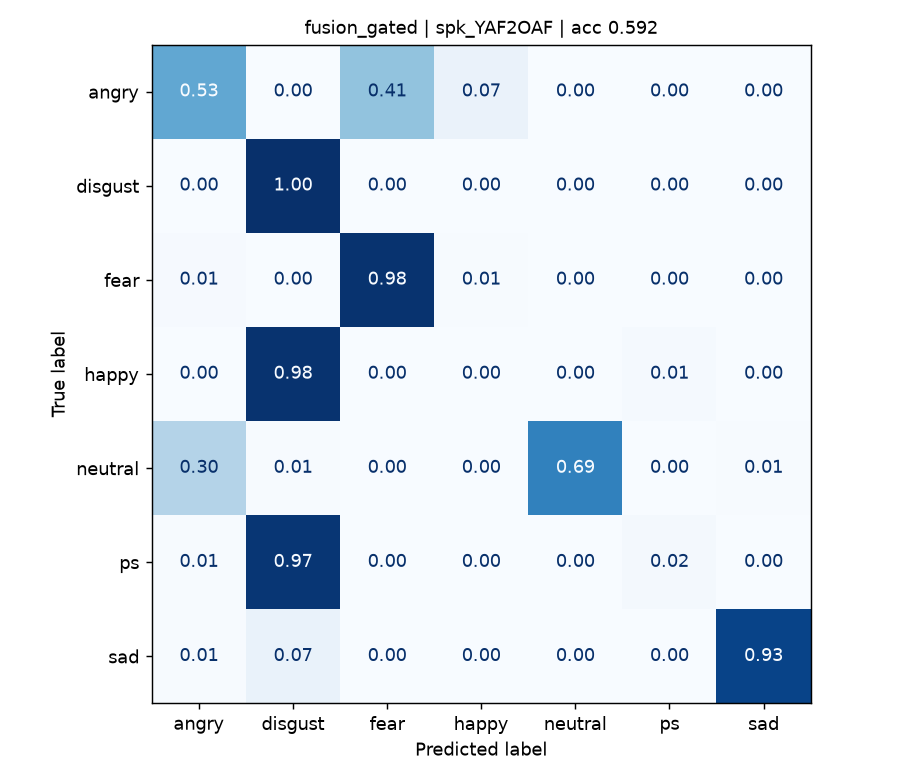 fusion_gated | spk_YAF2OAF | acc 0.592
angry 0.53 0.00 0.41 0.07 0.00 0.00 0.00
disgust 0.00 1.00 0.00 0.00 0.00 0.00 0.00
fear 0.01 0.00 0.98 0.01 0.00 0.00 0.00
happy 0.00 0.98 0.00 0.00 0.00 0.01 0.00
neutral 0.30 0.01 0.00 0.00 0.69 0.00 0.01
ps 0.01 0.97 0.00 0.00 0.00 0.02 0.00
sad 0.01 0.07 0.00 0.00 0.00 0.00 0.93
True label
angry disgust fear happy neutral ps sad
Predicted label